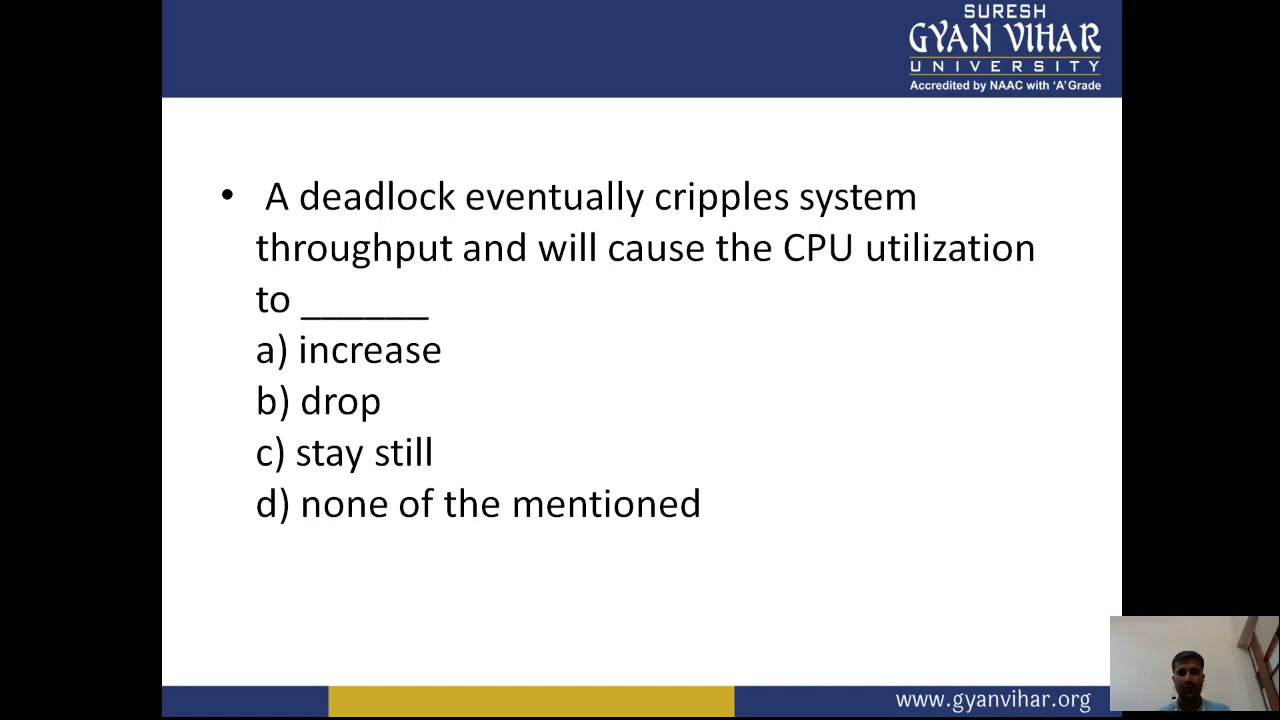 SURESH
GYAN VIHAR
UNIVERSITY
Accredited by NAAC with 'A' Grade
• A deadlock eventually cripples system
throughput and will cause the CPU utilization
to ______
a) increase
b) drop
c) stay still
d) none of the mentioned
www.gyanvihar.org